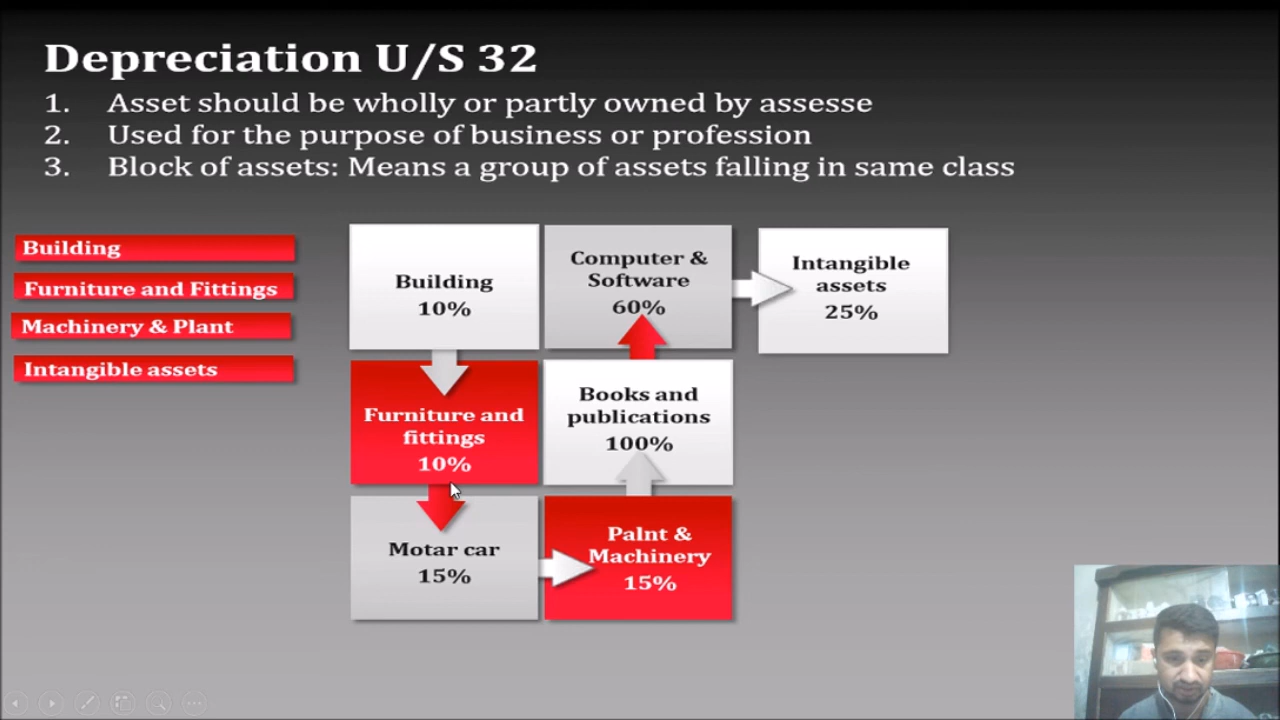 Depreciation U/S 32
1. Asset should be wholly or partly owned by assesse
2. Used for the purpose of business or profession
3. Block of assets: Means a group of assets falling in same class
Building
Furniture and Fittings
Machinery & Plant
Intangible assets
Building
10%
Furniture and
fittings
10%
Motar car
15%
Palnt &
Machinery
15%
Books and
publications
100%
Computer &
Software
60%
Intangible
assets
25%